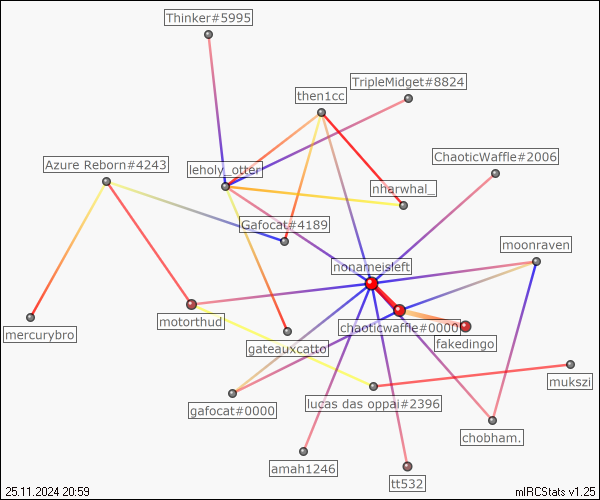 Thinker#5995
TripleMidget#8824
then1cc
ChaoticWaffle#2006
Azure Reborn#4243
leholy_otter
nherwhal_.
Gafocat#4189
moonraven
nonameisleft
motorthud
chaoticwaffle#0000
mercurybro
fakedingo
gateauxcatto
mukszi
gafocat#0000
lucas das oppai#2396
chobham.
amah1246
tt532
25.11.2024 20:59
mIRCStats v1.25